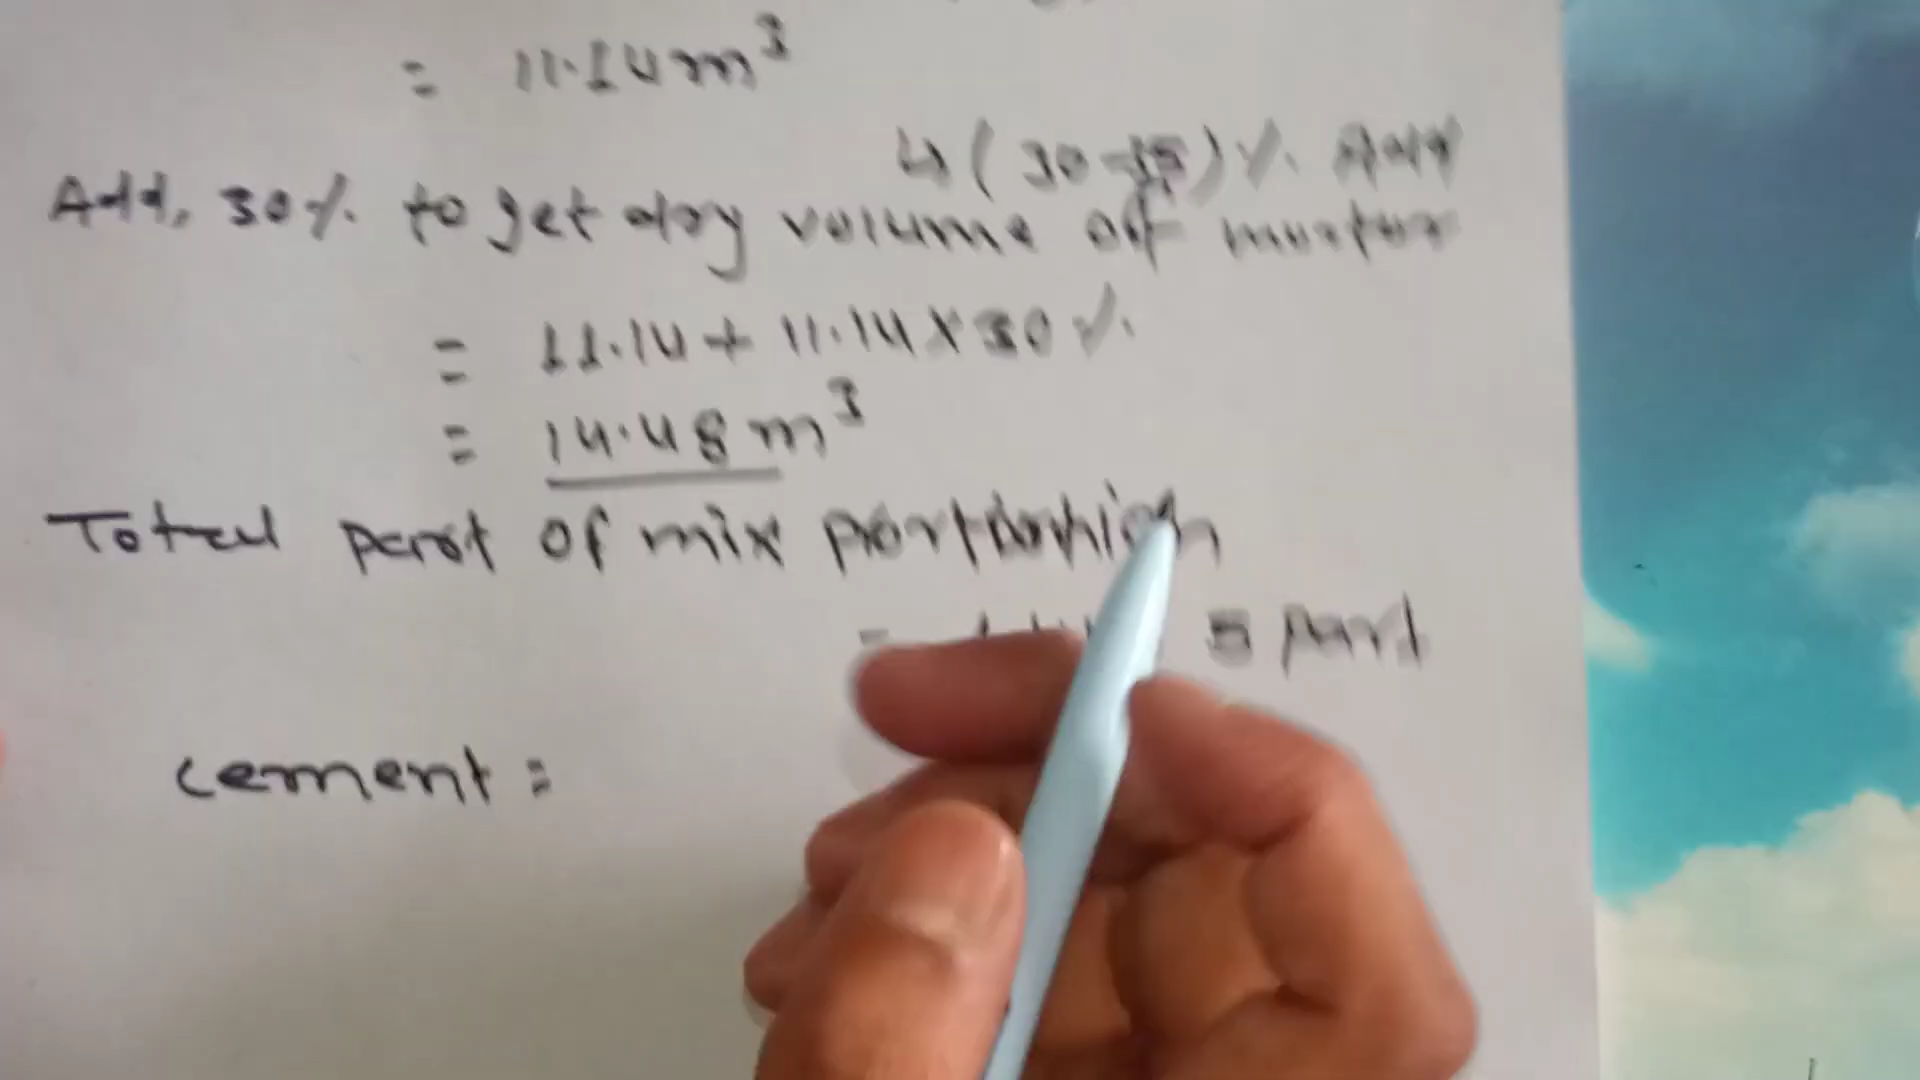 = 11.14 m³
4 (30-35)% Add
Add, 30% to get dry volume of mortar
= 11.14 + 11.14 X 30%
= 14.48 m³
Total part of mix
5 part
cement =